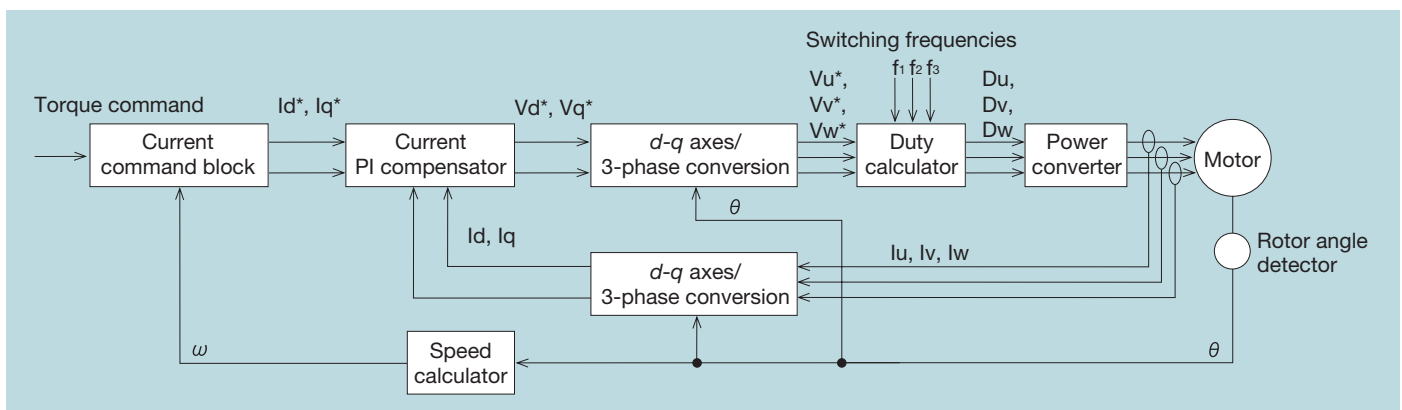 Switching frequencies
f1 f2 f3
Torque command
Id*, Iq*
Vd*, Vq*
Vu*,
Vv*,
Vw*
Du,
Dv,
Dw
Current
command block
Current
PI compensator
d-q axes/
3-phase conversion
Duty
calculator
Power
converter
Motor
θ
Id, Iq
d-q axes/
3-phase conversion
Iu, Iv, Iw
Rotor angle
detector
ω
Speed
calculator
θ